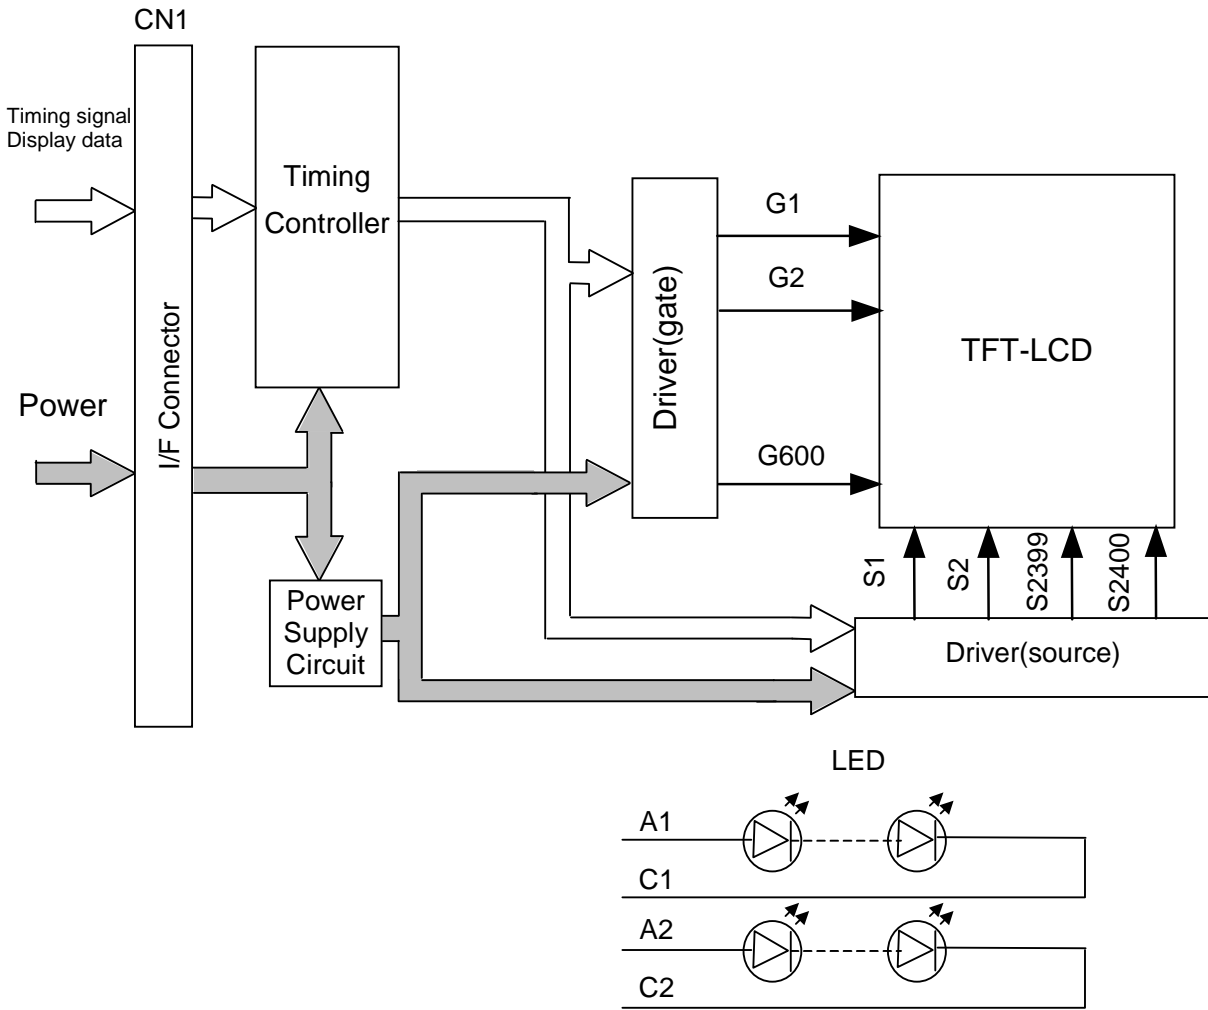 CN1
Timing signal
Display data
Timing
Controller
Power
I/F Connector
Power
Supply
Circuit
Driver(gate)
G1
G2
G600
TFT-LCD
S1
S2
S2399
S2400
Driver(source)
LED
A1
C1
A2
C2